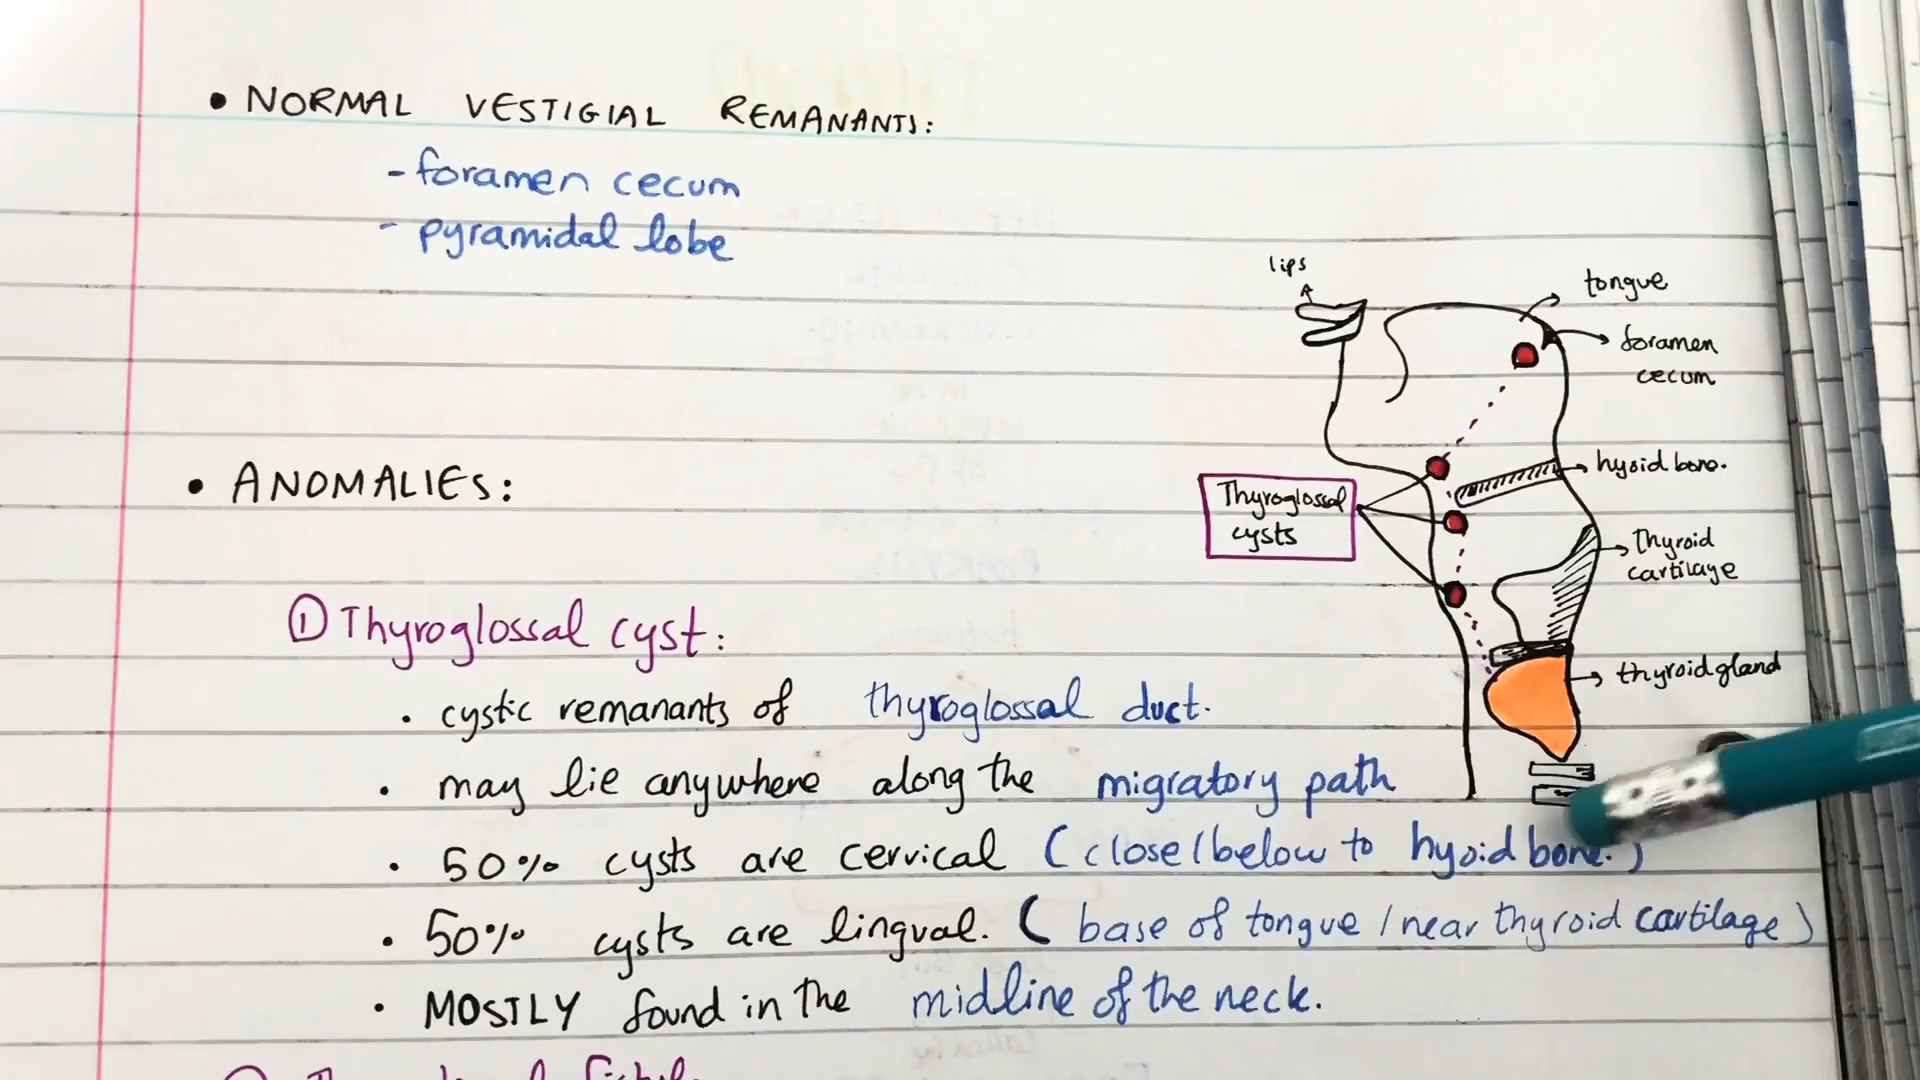 • NORMAL VESTIGIAL REMANANTS:
- foramen cecum
- pyramidal lobe
lips
tongue
foramen
cecum
hyoid bone.
Thyroglossal
cysts
thyroid
cartilage
thyroid gland
• ANOMALIES:
① Thyroglossal cyst:
• cystic remanants of thyroglossal duct.
• may lie anywhere along the migratory path
• 50% cysts are cervical (close/below to hyoid bone.)
• 50% cysts are lingual. (base of tongue / near thyroid cartilage)
• MOSTLY found in the midline of the neck.